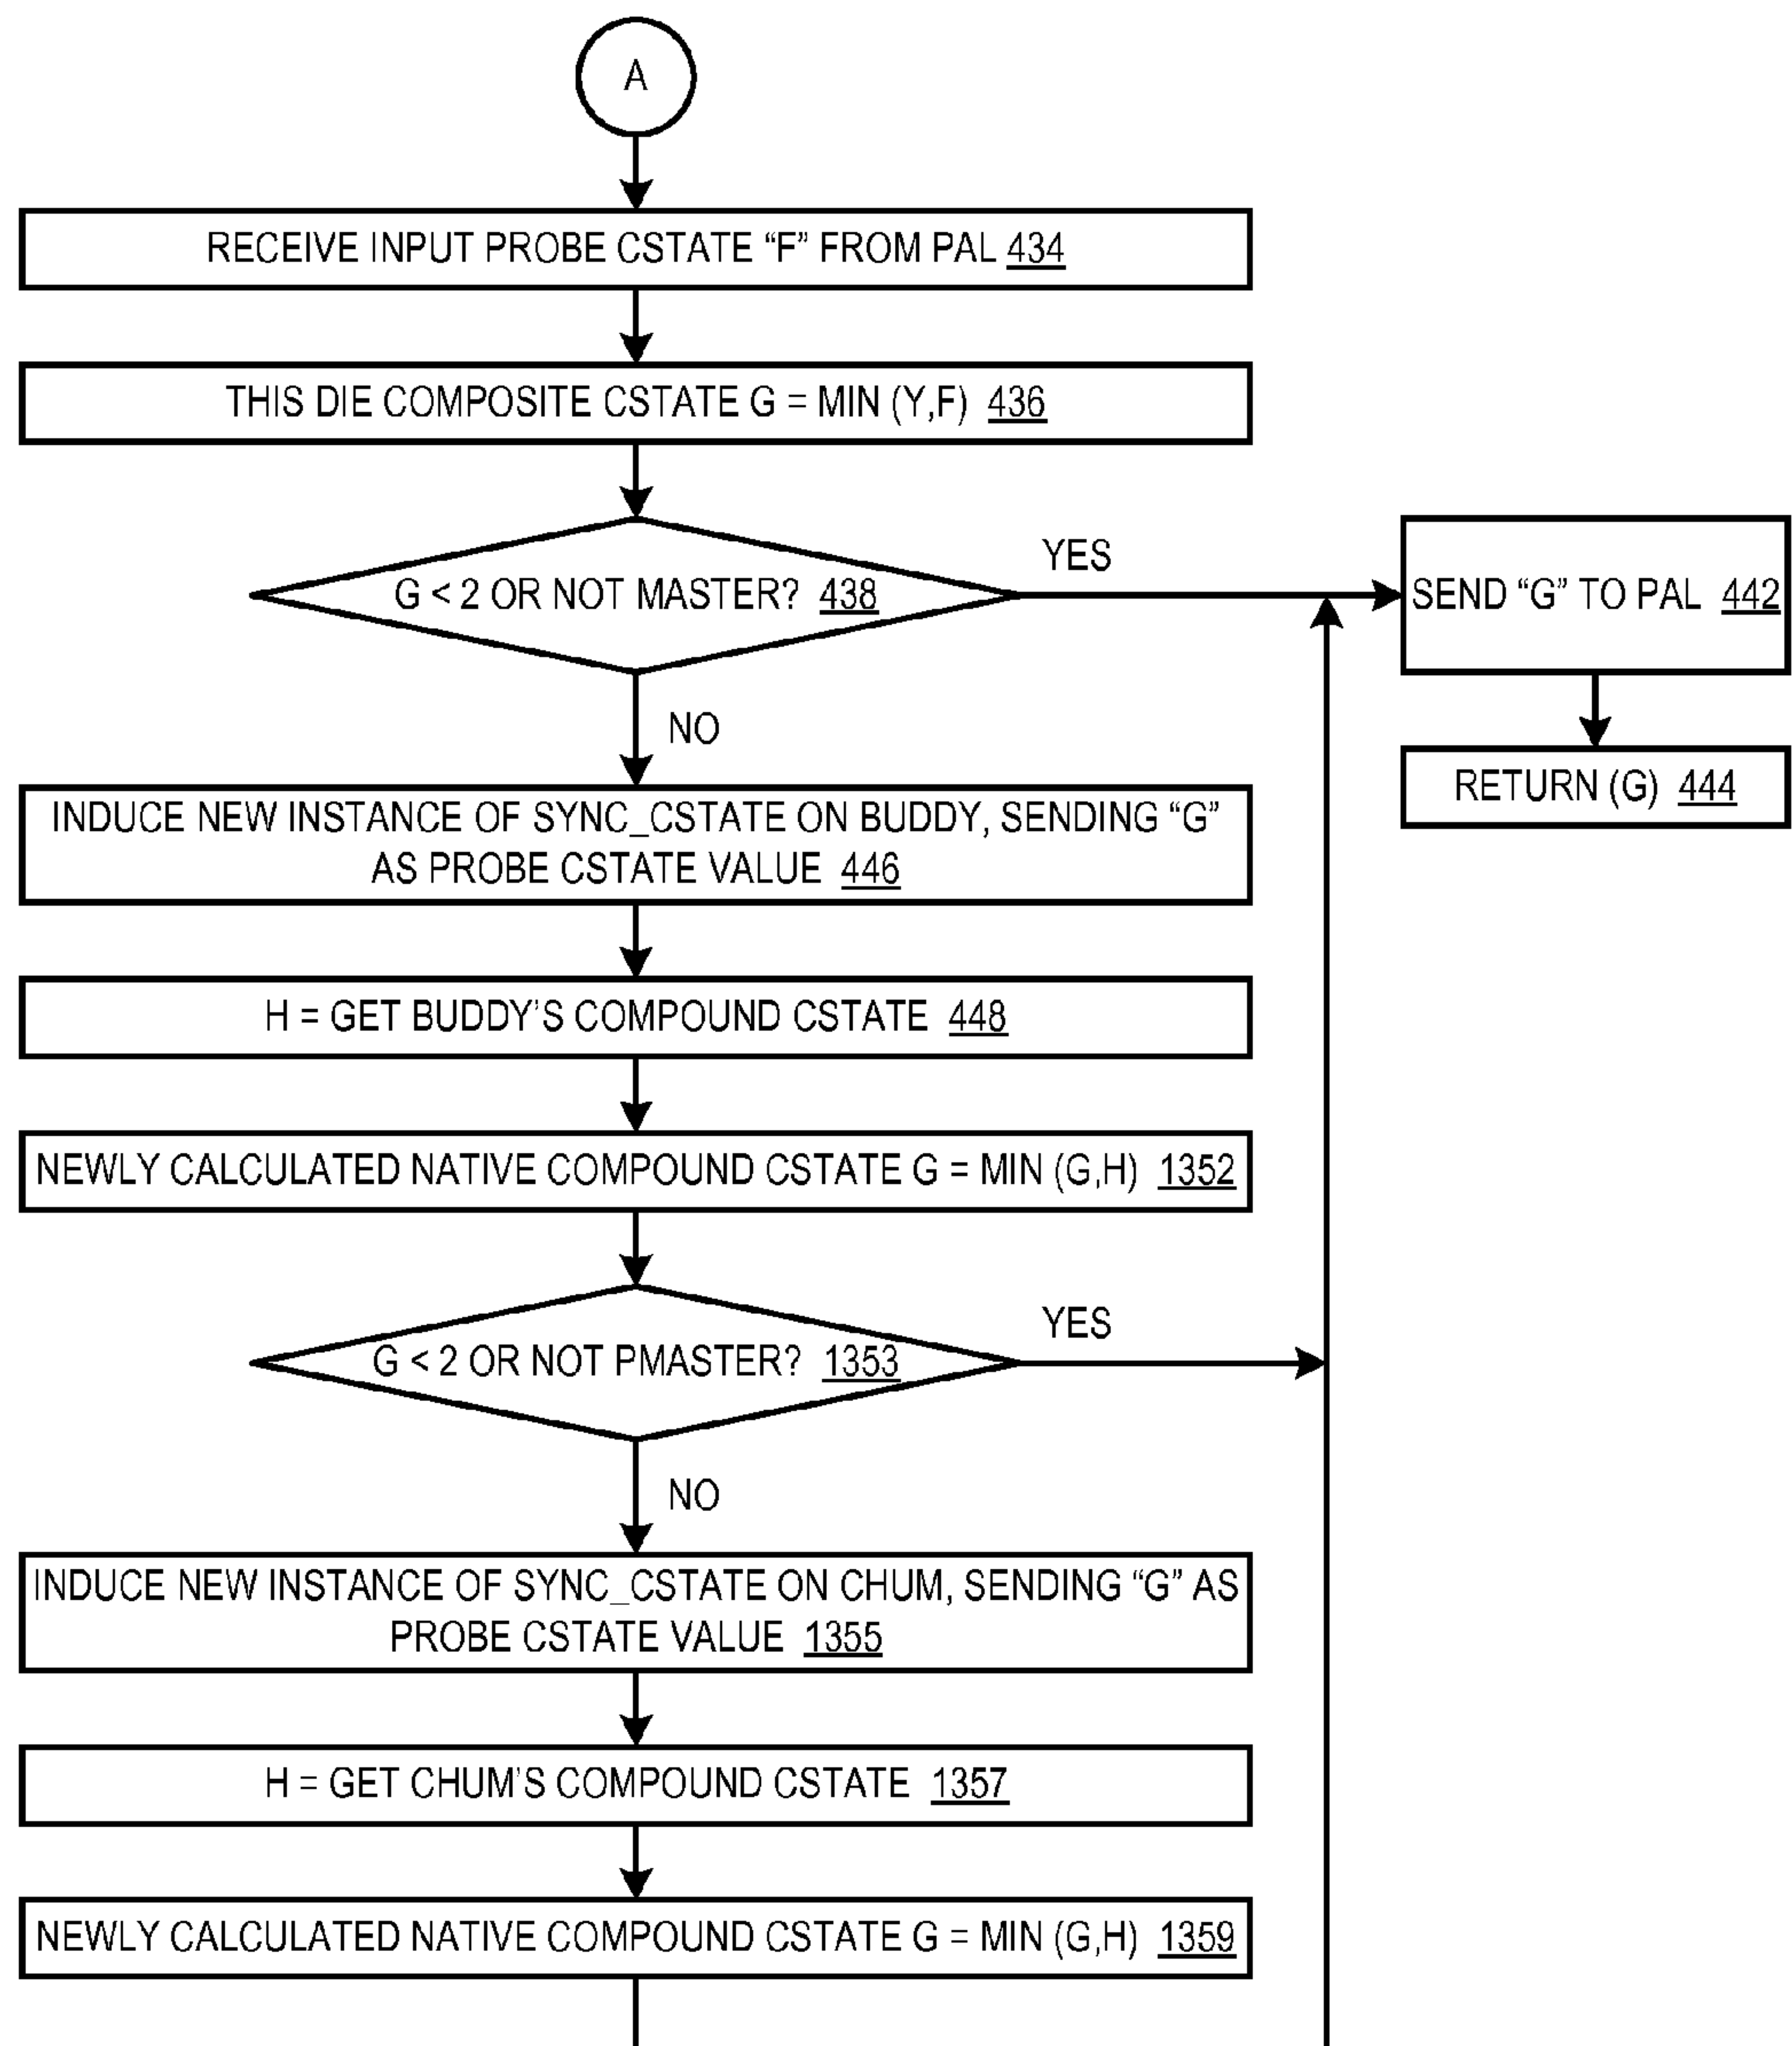 A
RECEIVE INPUT PROBE CSTATE “F” FROM PAL 434
THIS DIE COMPOSITE CSTATE G = MIN (Y,F) 436
G < 2 OR NOT MASTER? 438
YES
SEND “G” TO PAL 442
RETURN (G) 444
NO
INDUCE NEW INSTANCE OF SYNC_CSTATE ON BUDDY, SENDING “G”
AS PROBE CSTATE VALUE 446
H = GET BUDDY’S COMPOUND CSTATE 448
NEWLY CALCULATED NATIVE COMPOUND CSTATE G = MIN (G,H) 1352
G < 2 OR NOT PMASTER? 1353
YES
NO
INDUCE NEW INSTANCE OF SYNC_CSTATE ON CHUM, SENDING “G” AS
PROBE CSTATE VALUE 1355
H = GET CHUM’S COMPOUND CSTATE 1357
NEWLY CALCULATED NATIVE COMPOUND CSTATE G = MIN (G,H) 1359